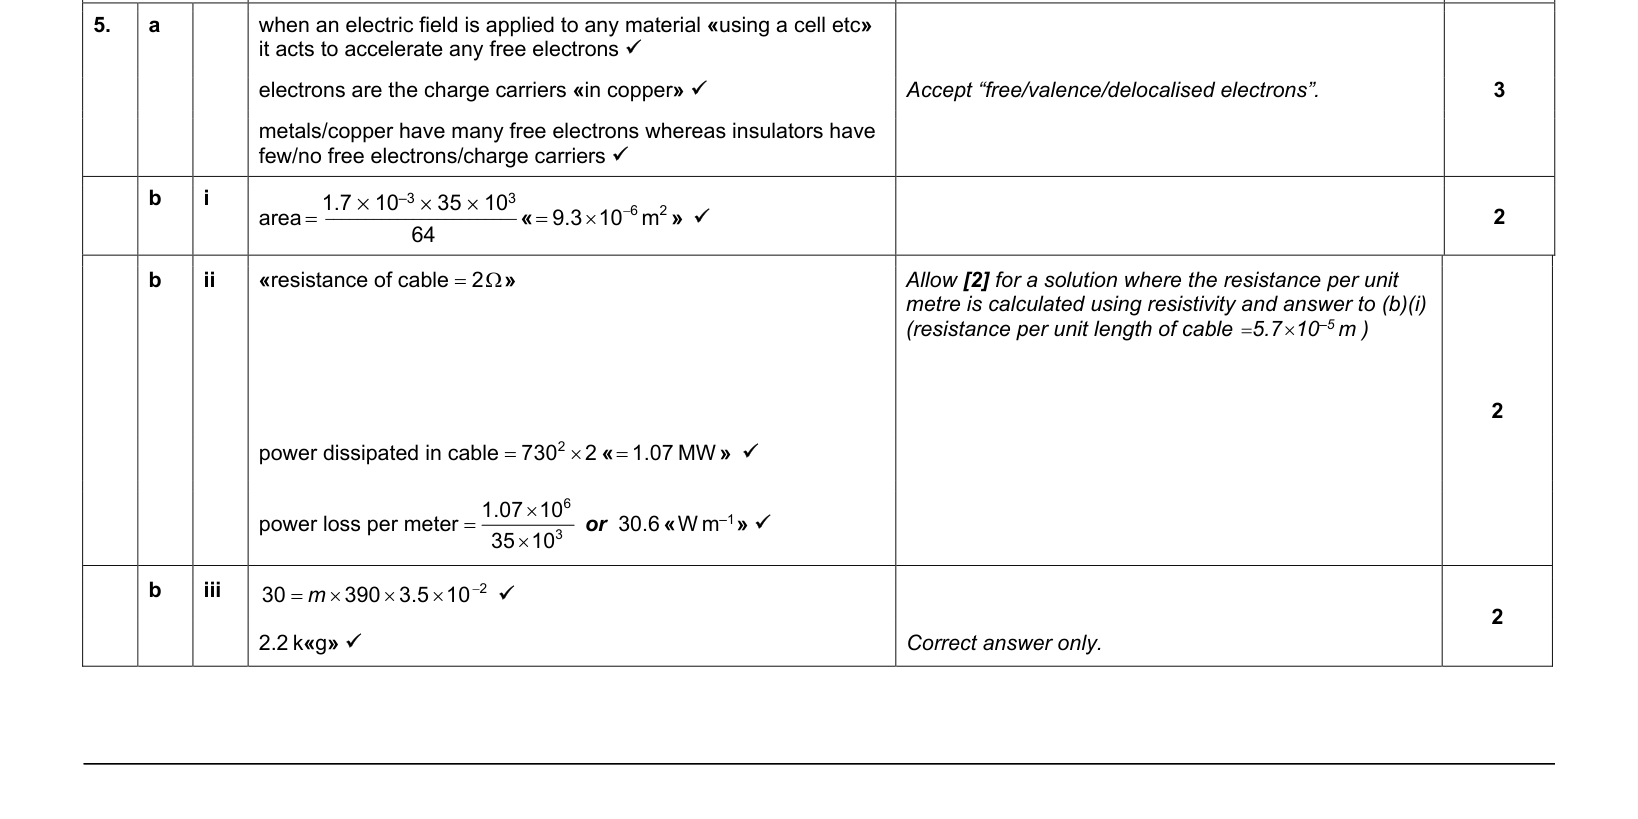 5. a when an electric field is applied to any material «using a cell etc»
it acts to accelerate any free electrons ✓
electrons are the charge carriers «in copper» ✓ Accept “free/valence/delocalised electrons”. 3
metals/copper have many free electrons whereas insulators have
few/no free electrons/charge carriers ✓
b i area = (1.7 × 10⁻³ × 35 × 10³) / 64 «= 9.3×10⁻⁶ m²» ✓ 2
b ii «resistance of cable = 2Ω» Allow [2] for a solution where the resistance per unit
metre is calculated using resistivity and answer to (b)(i)
(resistance per unit length of cable =5.7×10⁻⁵ m )
2
power dissipated in cable = 730² × 2 «= 1.07 MW» ✓
power loss per meter = (1.07×10⁶) / (35×10³) or 30.6 «W m⁻¹» ✓
b iii 30 = m × 390 × 3.5 × 10⁻² ✓
2
2.2 k«g» ✓ Correct answer only.